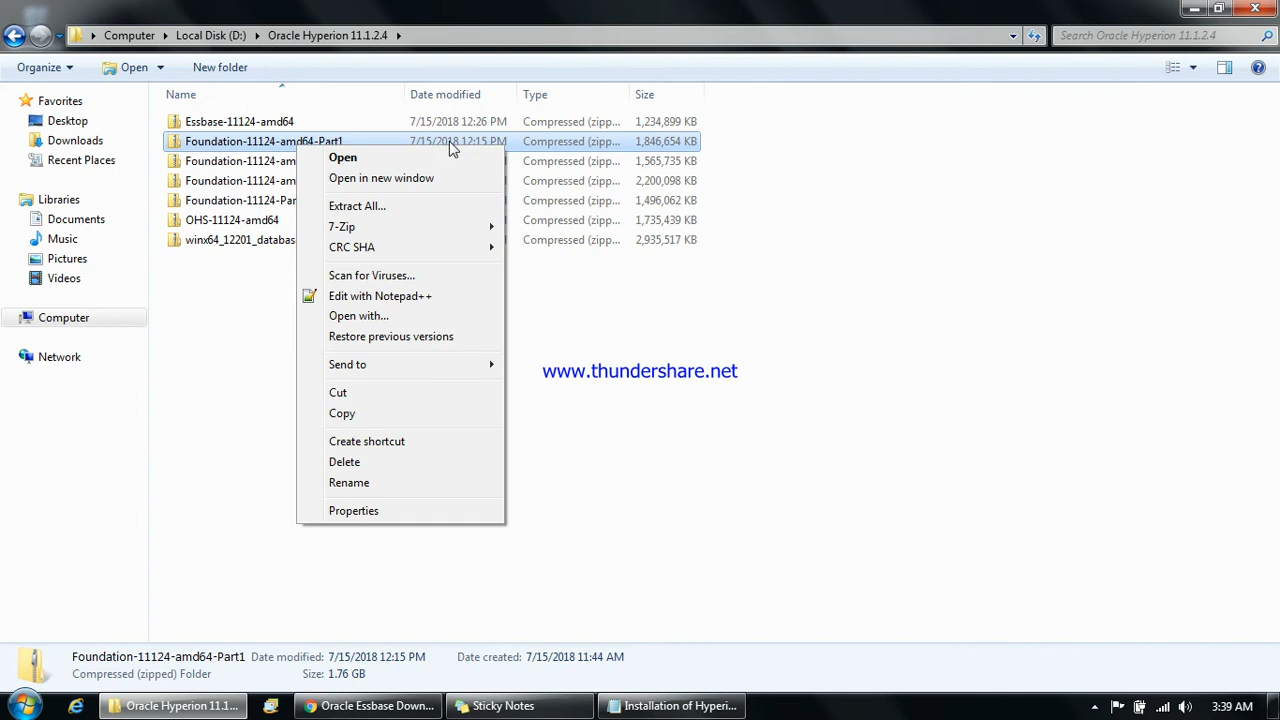 Computer Local Disk (D:) Oracle Hyperion 11.1.2.4 Search Oracle Hyperion 11.1.2.4
Organize Open New folder
Name Date modified Type Size
Favorites
Desktop
Downloads
Recent Places
Libraries
Documents
Music
Pictures
Videos
Computer
Network
Essbase-11124-amd64 7/15/2018 12:26 PM Compressed (zipp... 1,234,899 KB
Foundation-11124-amd64-Part1 7/15/2018 12:15 PM Compressed (zipp... 1,846,654 KB
Foundation-11124-am Compressed (zipp... 1,565,735 KB
Foundation-11124-am Compressed (zipp... 2,200,098 KB
Foundation-11124-Par Compressed (zipp... 1,496,062 KB
OHS-11124-amd64 Compressed (zipp... 1,735,439 KB
winx64_12201_database Compressed (zipp... 2,935,517 KB
Open
Open in new window
Extract All...
7-Zip
CRC SHA
Scan for Viruses...
Edit with Notepad++
Open with...
Restore previous versions
Send to
Cut
Copy
Create shortcut
Delete
Rename
Properties
www.thundershare.net
Foundation-11124-amd64-Part1 Date modified: 7/15/2018 12:15 PM Date created: 7/15/2018 11:44 AM
Compressed (zipped) Folder Size: 1.76 GB
Oracle Hyperion 11.1... Oracle Essbase Down... Sticky Notes Installation of Hyperi... 3:39 AM